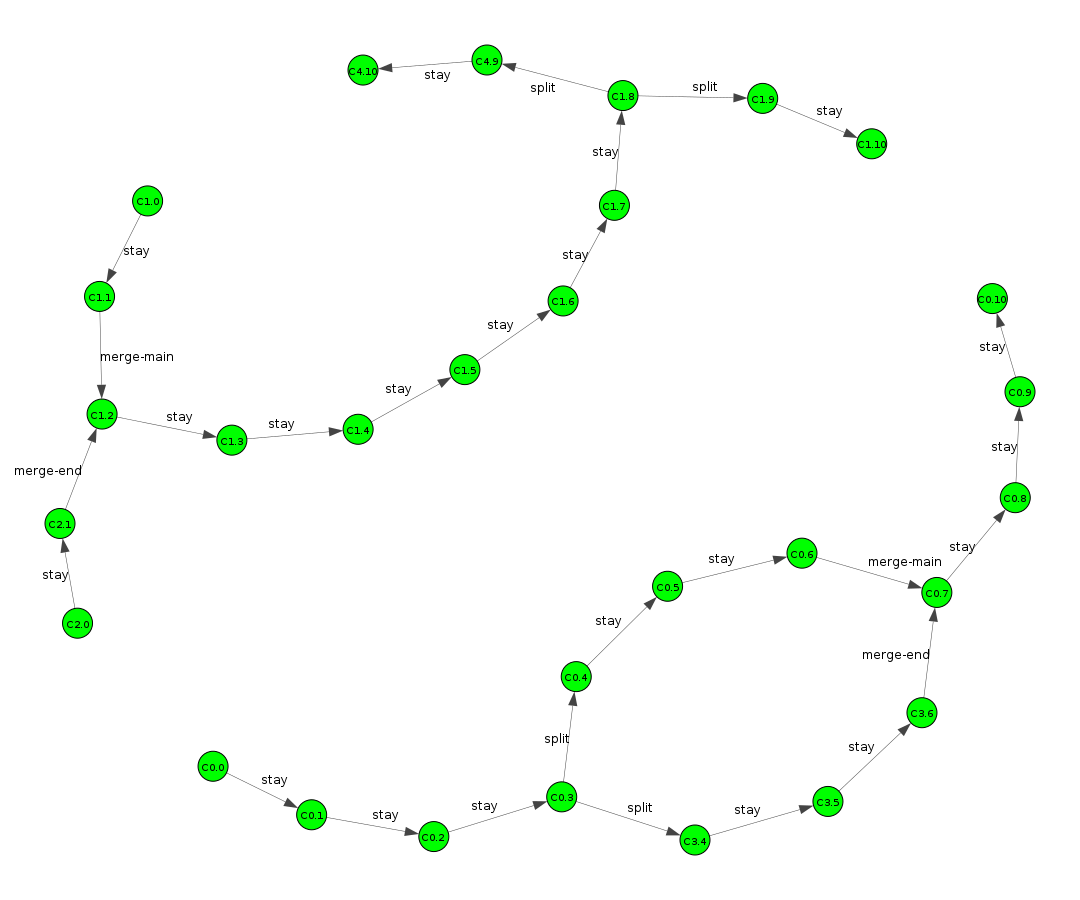 C4.9
C4.10
stay
split
C1.8
split
C1.9
stay
C1.10
stay
C1.0
C1.7
stay
stay
C1.1
C1.6
C0.10
stay
stay
merge-main
C1.5
stay
C0.9
C1.2
stay
stay
C1.4
C1.3
stay
merge-end
C0.8
C2.1
stay
C0.6
stay
merge-main
stay
C0.5
C0.7
C2.0
stay
merge-end
C0.4
C3.6
split
stay
C0.0
stay
C0.3
C3.5
stay
split
stay
C0.1
stay
C0.2
C3.4